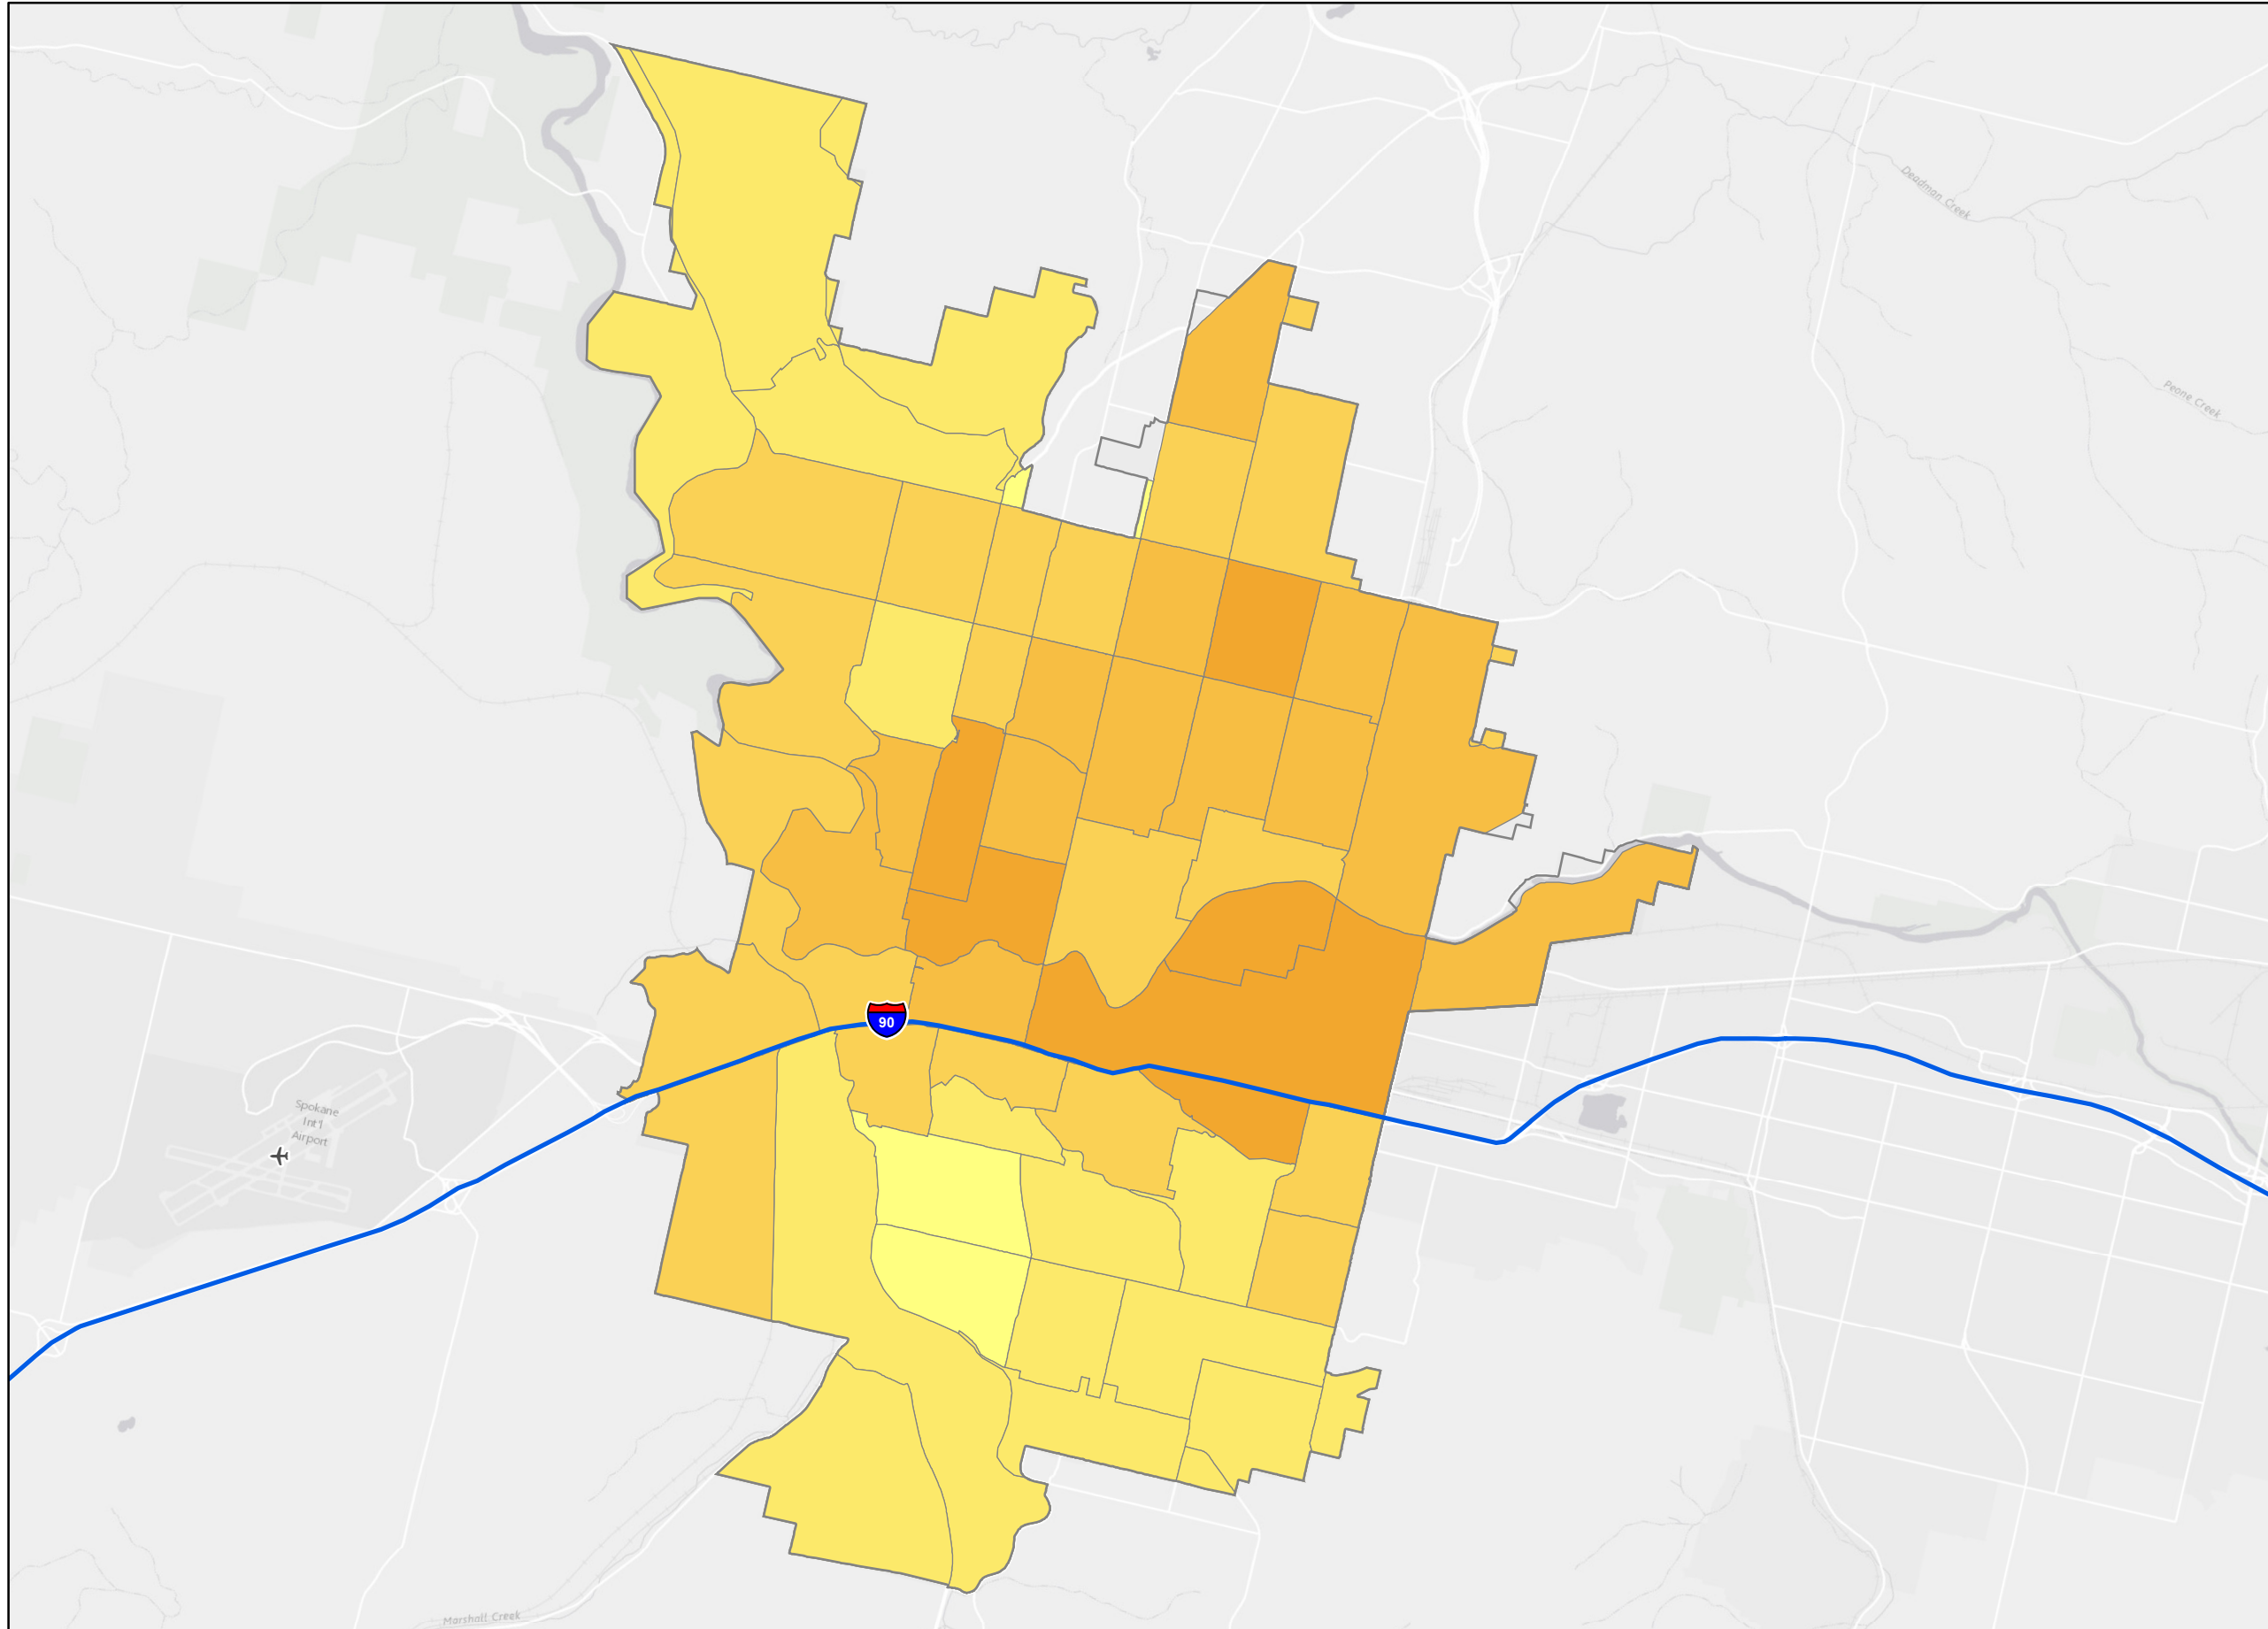 Deadman Creek
Peone Creek
90
Spokane
Int'l
Airport
Marshall Creek